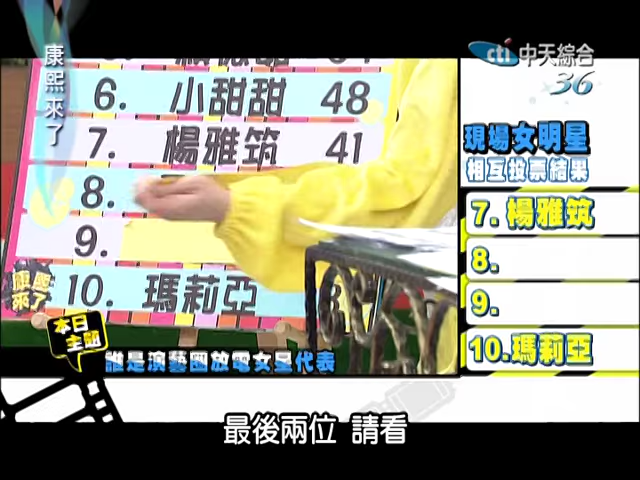 康熙來了
cti 中天綜合
36
6. 小甜甜 48
7. 楊雅筑 41
8.
9.
10. 瑪莉亞
康熙來了
現場女明星
相互投票結果
7. 楊雅筑
8.
9.
10.瑪莉亞
本日主題
誰是演藝圈放電女星代表
最後兩位 請看